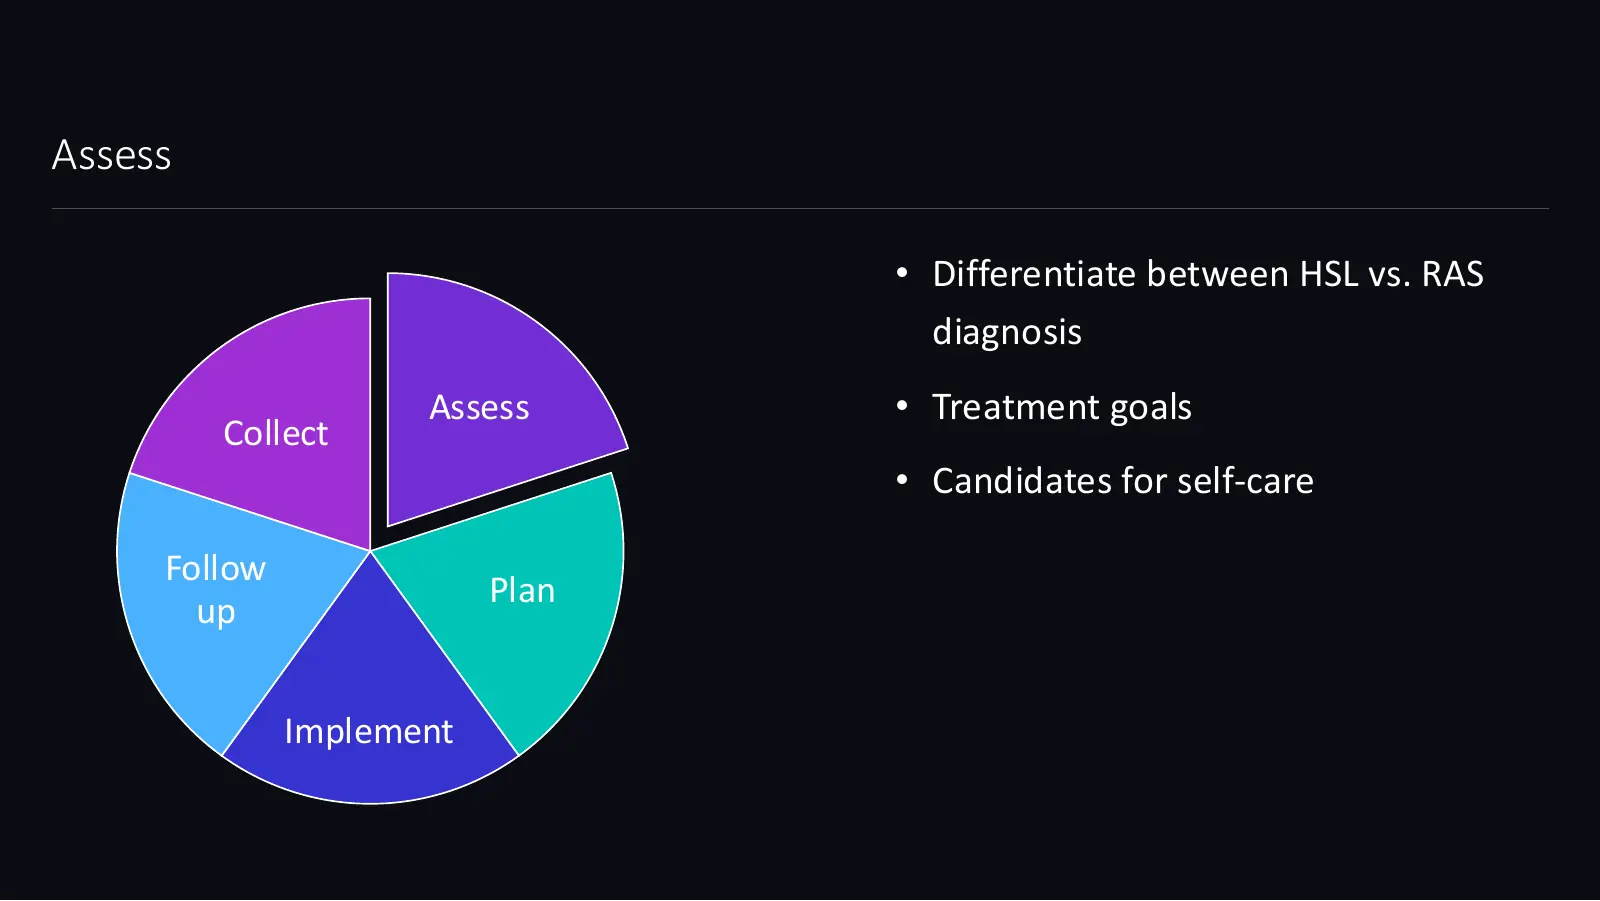 Assess
Collect
Assess
Follow
up
Plan
Implement
• Differentiate between HSL vs. RAS
diagnosis
• Treatment goals
• Candidates for self-care